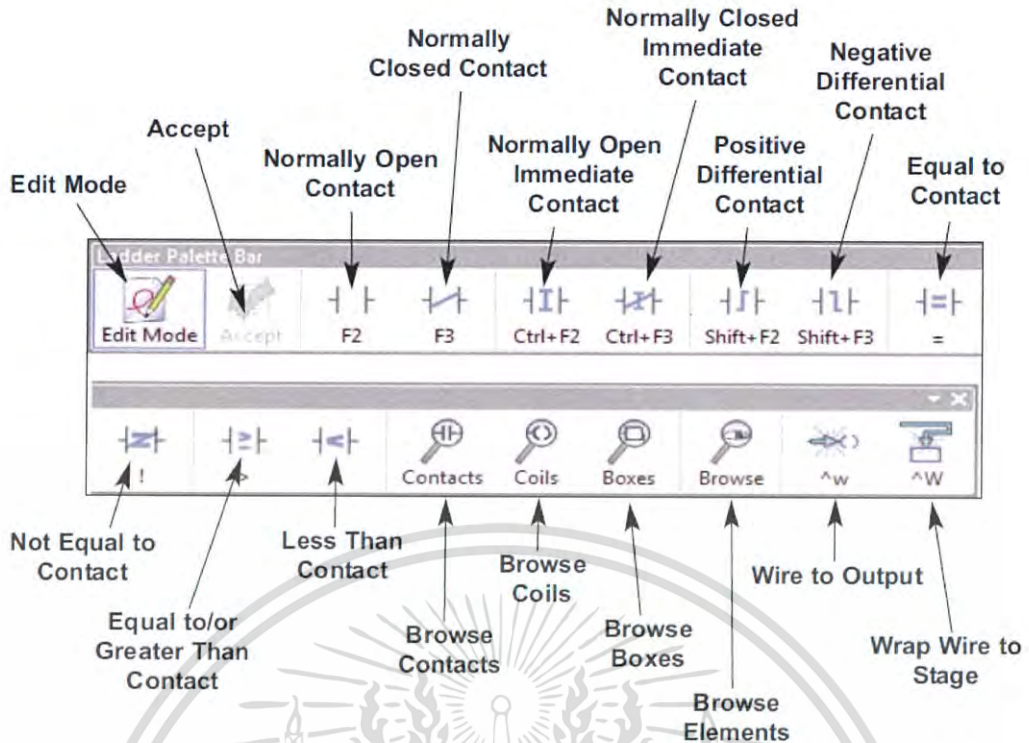 Normally Closed
Immediate
Contact
Normally
Closed Contact
Negative
Differential
Contact
Accept
Normally Open
Contact
Normally Open
Immediate
Contact
Positive
Differential
Contact
Equal to
Contact
Edit Mode
Ladder Palette Bar
Edit Mode
Accept
F2
F3
Ctrl+F2
Ctrl+F3
Shift+F2
Shift+F3
=
!
>
Contacts
Coils
Boxes
Browse
^w
^W
Not Equal to
Contact
Less Than
Contact
Browse
Coils
Wire to Output
Equal to/or
Greater Than
Contact
Browse
Contacts
Browse
Boxes
Wrap Wire to
Stage
Browse
Elements